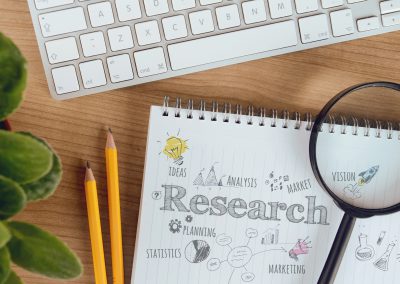 IDEAS
ANALYSIS
MARKET
VISION
Research
PLANNING
STATISTICS
MARKETING